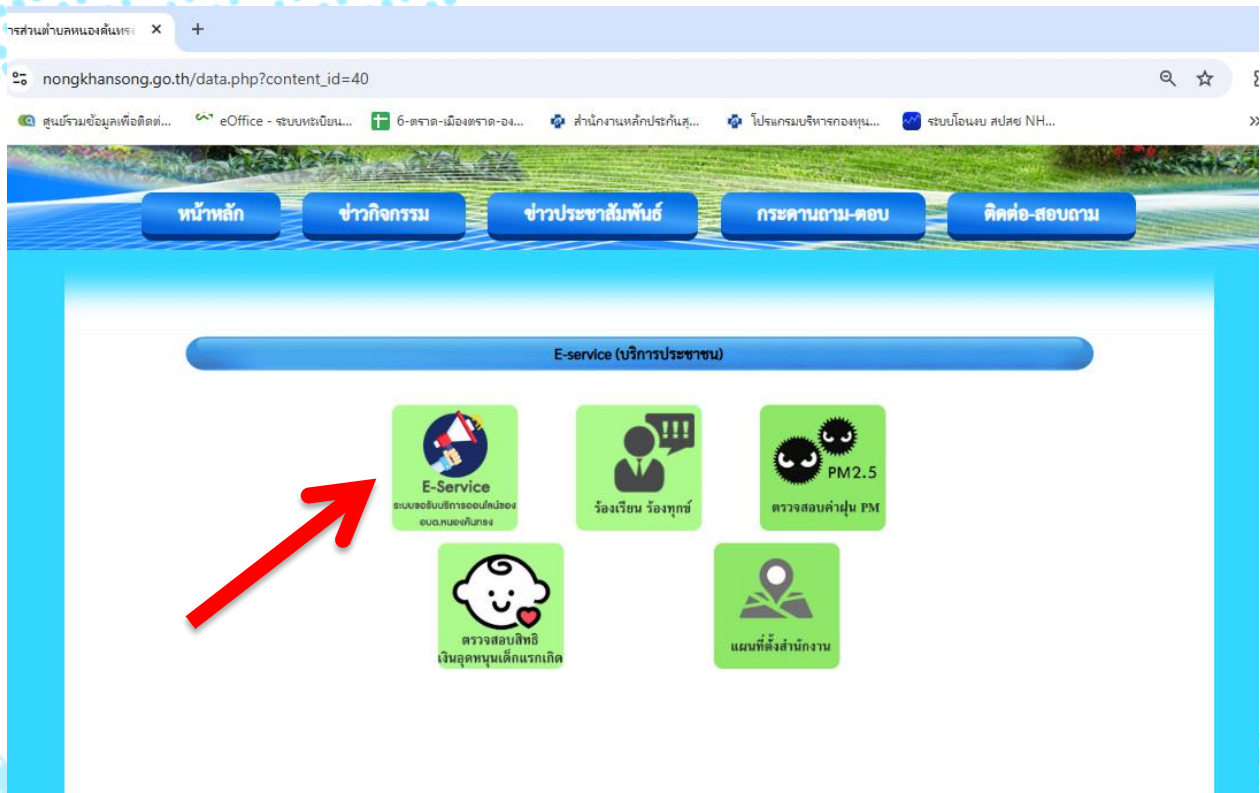 ารส่วนตำบลหนองคันทรง
nongkhansong.go.th/data.php?content_id=40
ศูนย์รวมข้อมูลเพื่อติดต่... eOffice - ระบบทะเบียน... 6-ตราด-เมืองตราด-อง... สำนักงานหลักประกันสุ... โปรแกรมบริหารกองทุน... ระบบโอนงบ สปสช NH...
หน้าหลัก ข่าวกิจกรรม ข่าวประชาสัมพันธ์ กระดานถาม-ตอบ ติดต่อ-สอบถาม
E-service (บริการประชาชน)
E-Service
ระบบขอรับบริการออนไลน์ของ
อบต.หนองคันทรง
!!!
ร้องเรียน ร้องทุกข์
PM2.5
ตรวจสอบค่าฝุ่น PM
ตรวจสอบสิทธิ
เงินอุดหนุนเด็กแรกเกิด
แผนที่ตั้งสำนักงาน